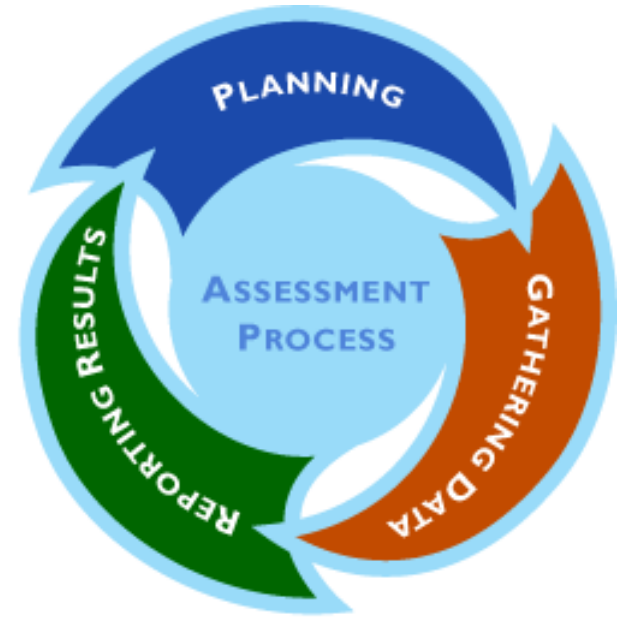 PLANNING
GATHERING DATA
REPORTING RESULTS
ASSESSMENT
PROCESS